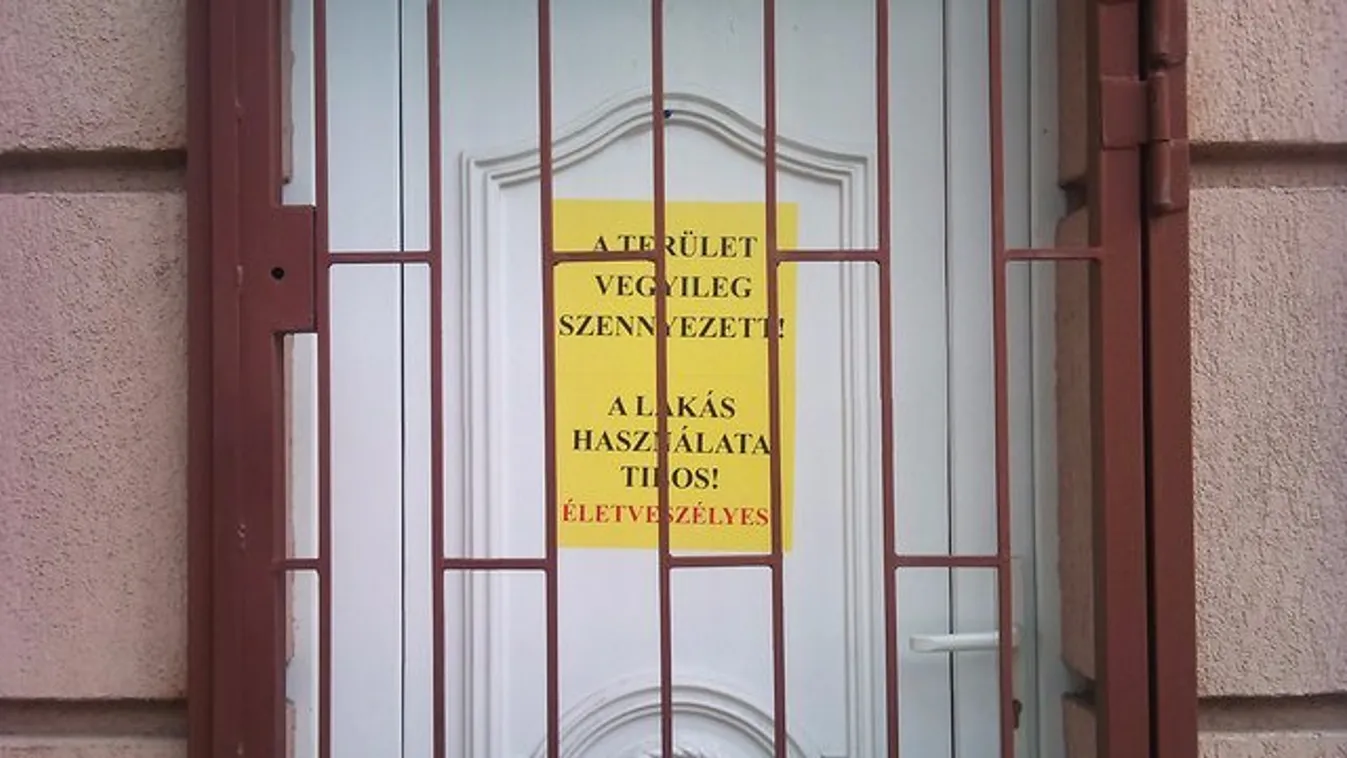 A TERÜLET
VEGYILEG
SZENNYEZETT!
A LAKÁS
HASZNÁLATA
TILOS!
ÉLETVESZÉLYES